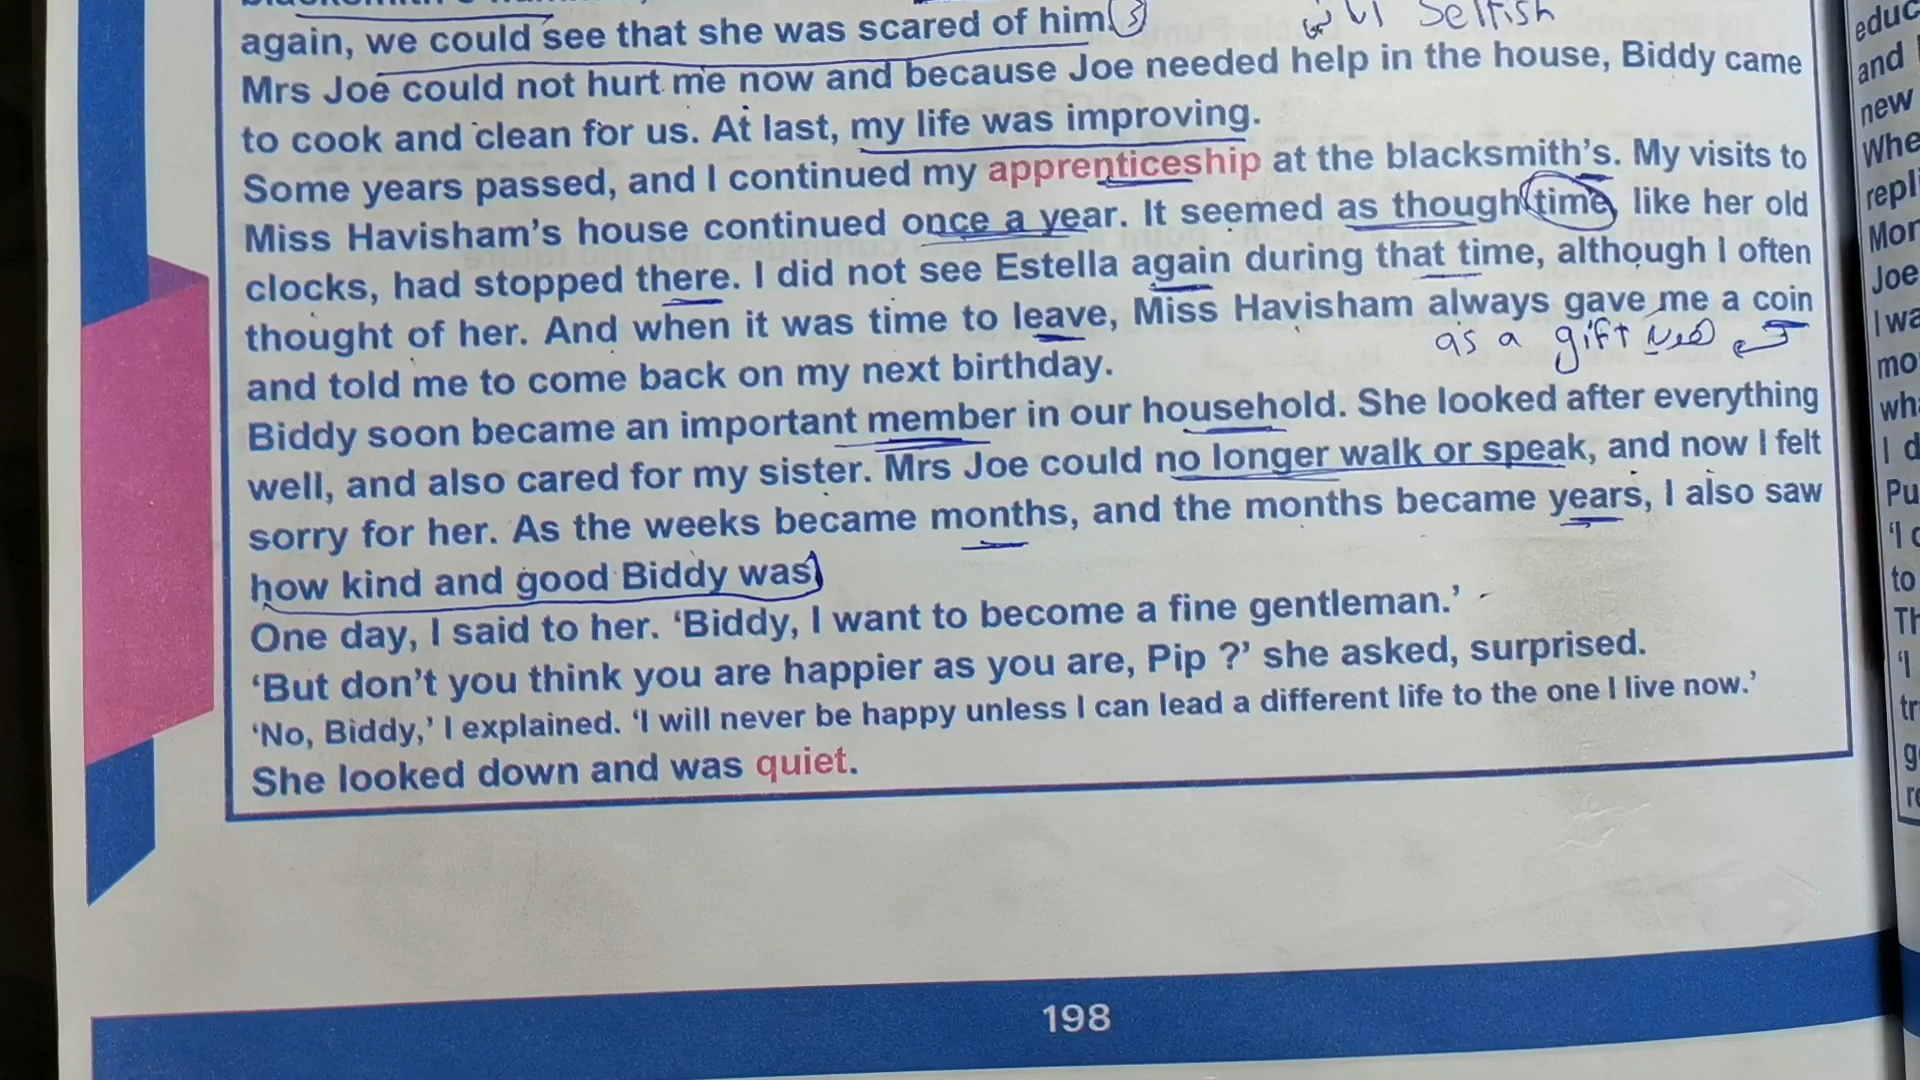 Selfish
again, we could see that she was scared of him. 3
Mrs Joe could not hurt me now and because Joe needed help in the house, Biddy came
to cook and clean for us. At last, my life was improving.
Some years passed, and I continued my apprenticeship at the blacksmith's. My visits to
Miss Havisham's house continued once a year. It seemed as though time, like her old
clocks, had stopped there. I did not see Estella again during that time, although I often
thought of her. And when it was time to leave, Miss Havisham always gave me a coin
as a gift
and told me to come back on my next birthday.
Biddy soon became an important member in our household. She looked after everything
well, and also cared for my sister. Mrs Joe could no longer walk or speak, and now I felt
sorry for her. As the weeks became months, and the months became years, I also saw
how kind and good Biddy was
One day, I said to her. 'Biddy, I want to become a fine gentleman.'
'But don't you think you are happier as you are, Pip ?' she asked, surprised.
'No, Biddy,' I explained. 'I will never be happy unless I can lead a different life to the one I live now.'
She looked down and was quiet.
198
and
new
Joe
to